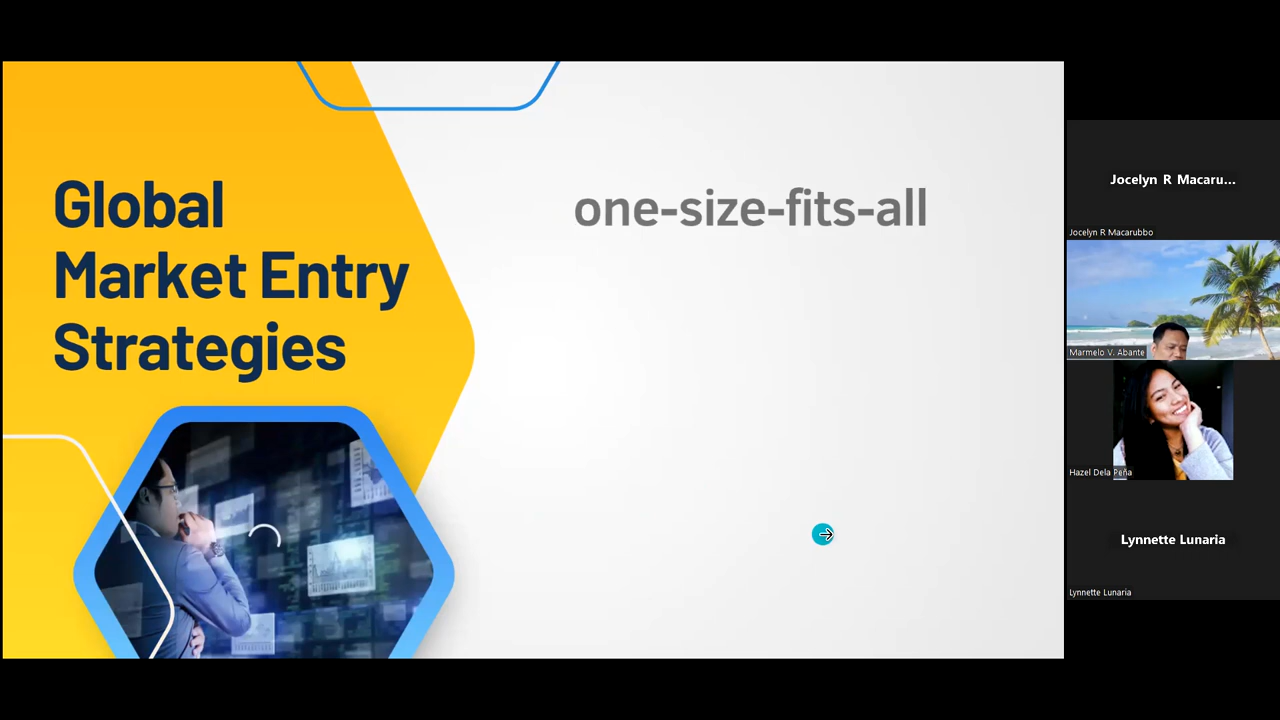 Global
Market Entry
Strategies
one-size-fits-all
Jocelyn R Macaru...
Jocelyn R Macarubbo
Marmelo V. Abante
Hazel Dela Peña
Lynnette Lunaria
Lynnette Lunaria